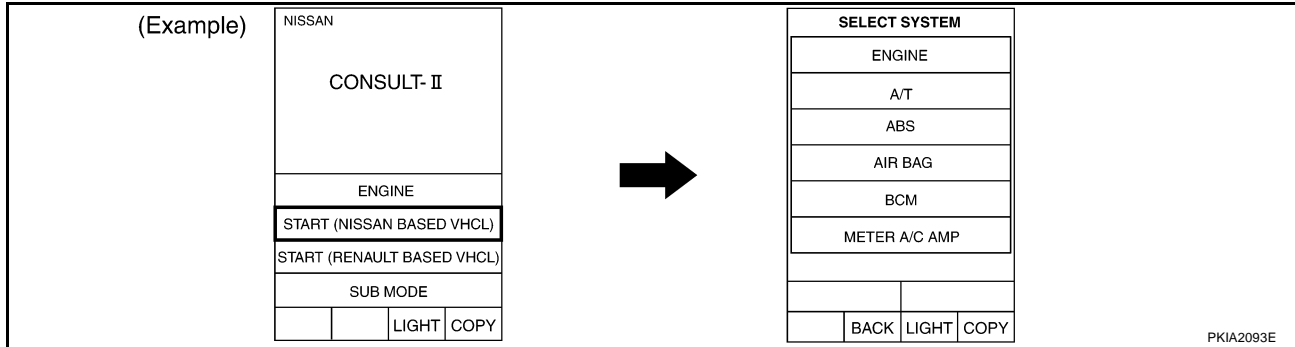 (Example)
NISSAN
CONSULT-II
ENGINE
START (NISSAN BASED VHCL)
START (RENAULT BASED VHCL)
SUB MODE
LIGHT COPY
SELECT SYSTEM
ENGINE
A/T
ABS
AIR BAG
BCM
METER A/C AMP
BACK LIGHT COPY
PKIA2093E